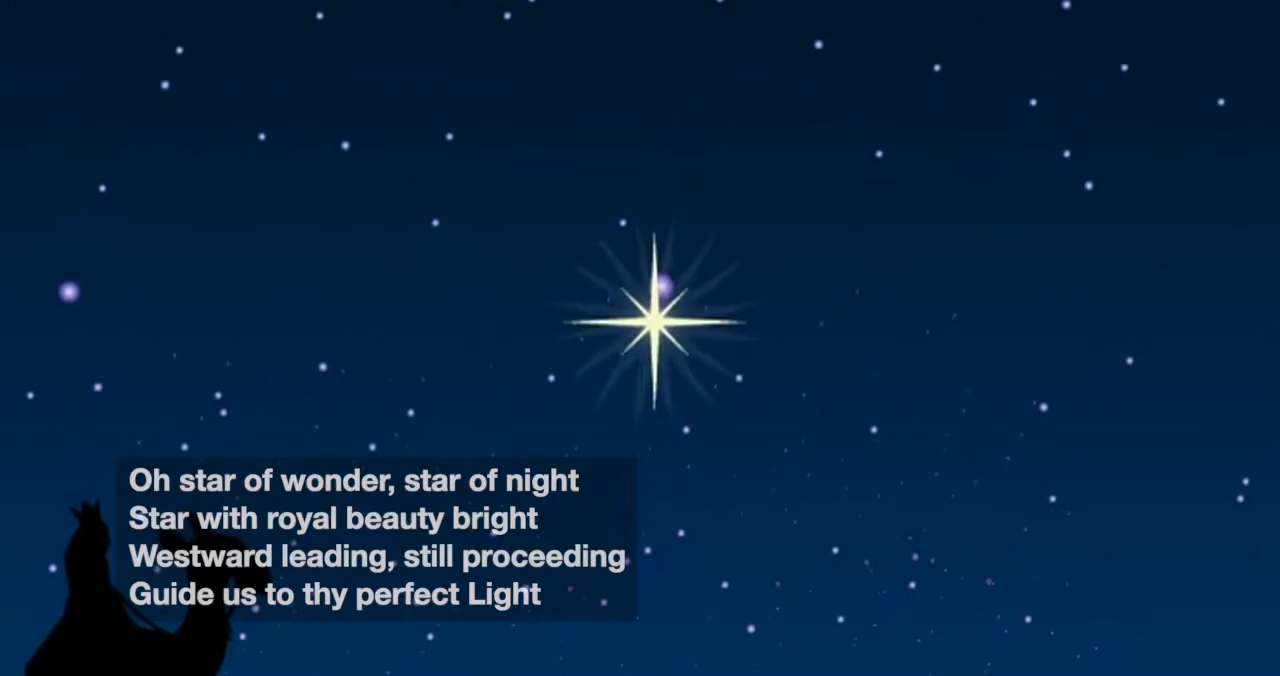 Oh star of wonder, star of night
Star with royal beauty bright
Westward leading, still proceeding
Guide us to thy perfect Light